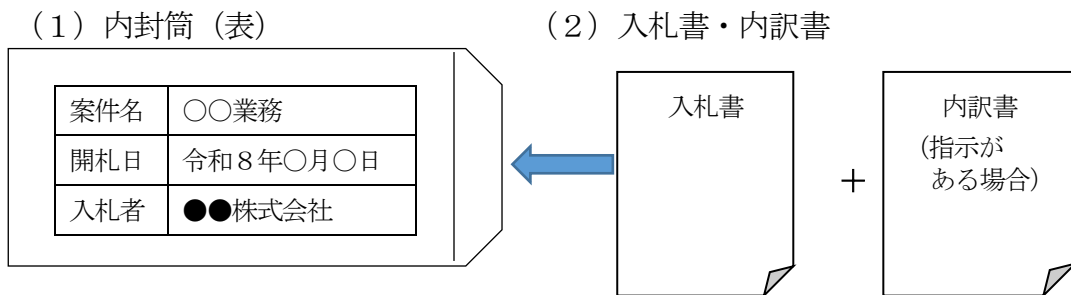 （１）内封筒（表）
（２）入札書・内訳書
案件名 ○○業務
開札日 令和８年○月○日
入札者 ●●株式会社
入札書
＋
内訳書
（指示が
ある場合）